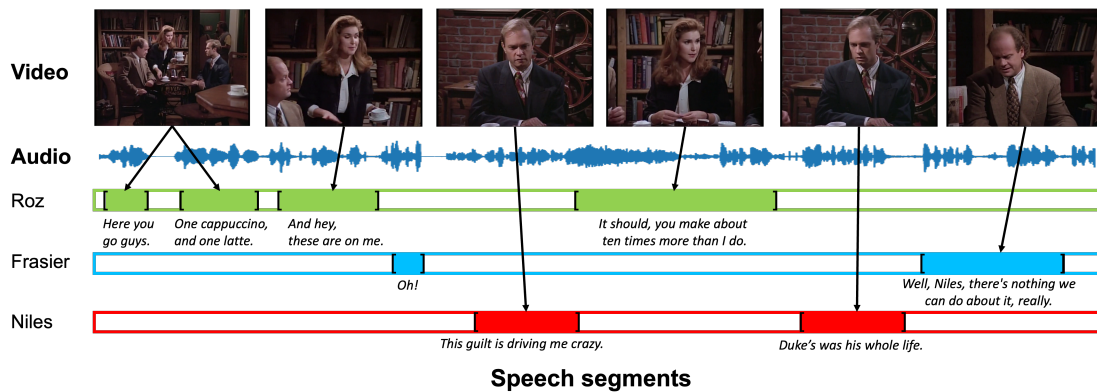 Video
Audio
Roz
Here you
go guys.
One cappuccino,
and one latte.
And hey,
these are on me.
It should, you make about
ten times more than I do.
Frasier
Oh!
Well, Niles, there's nothing we
can do about it, really.
Niles
This guilt is driving me crazy.
Duke’s was his whole life.
Speech segments